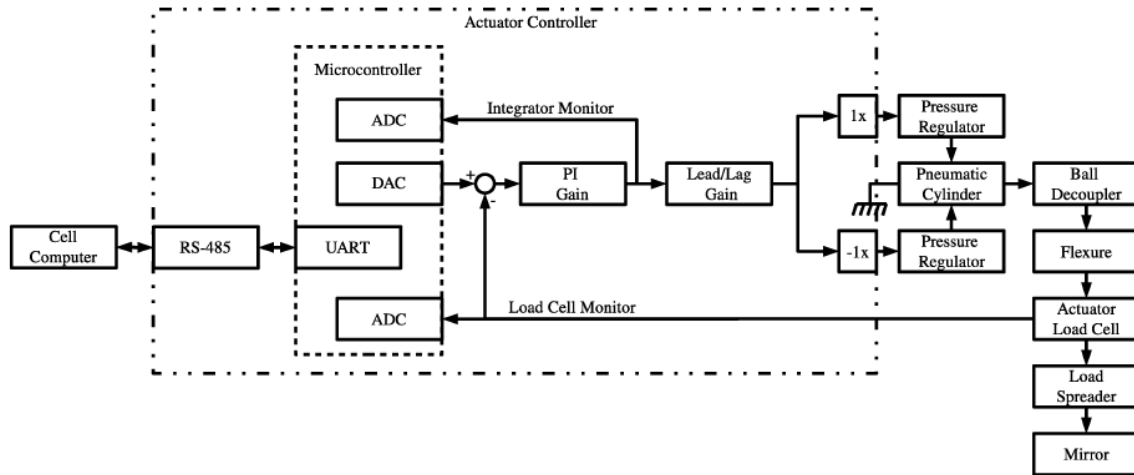 Actuator Controller
Microcontroller
ADC
Integrator Monitor
1x
Pressure
Regulator
DAC
+
-
PI
Gain
Lead/Lag
Gain
Pneumatic
Cylinder
Ball
Decoupler
Cell
Computer
RS-485
UART
-1x
Pressure
Regulator
Flexure
ADC
Load Cell Monitor
Actuator
Load Cell
Load
Spreader
Mirror